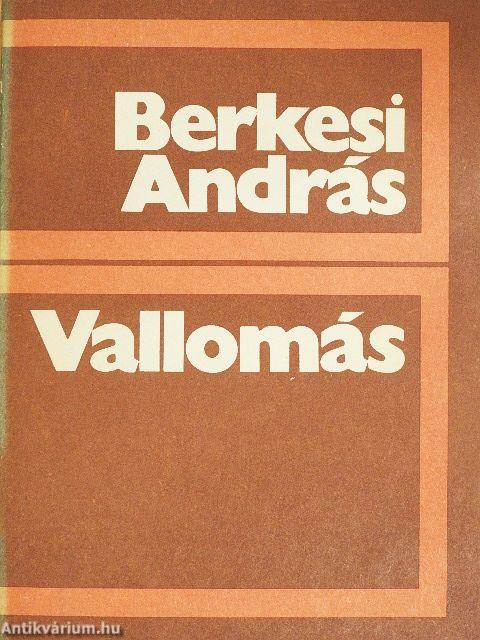 Berkesi
András
Vallomás
Antikvárium.hu